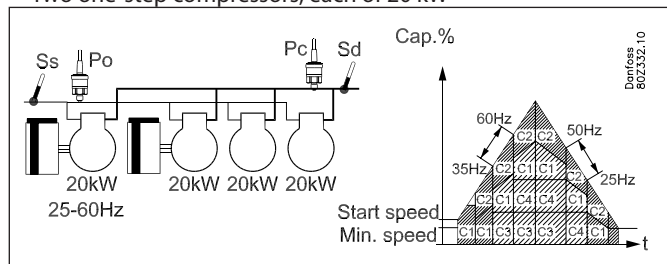 Two one-step compressors, each of 20 kW
Ss
Po
Pc
Sd
20kW
20kW
20kW
20kW
25-60Hz
Cap.%
Danfoss
80Z332.10
60Hz
50Hz
35Hz
25Hz
C2 C2
C2 C1 C1 C2
C2 C1 C4 C4 C1 C2
C1 C1 C3 C3 C4 C1
Start speed
Min. speed
t